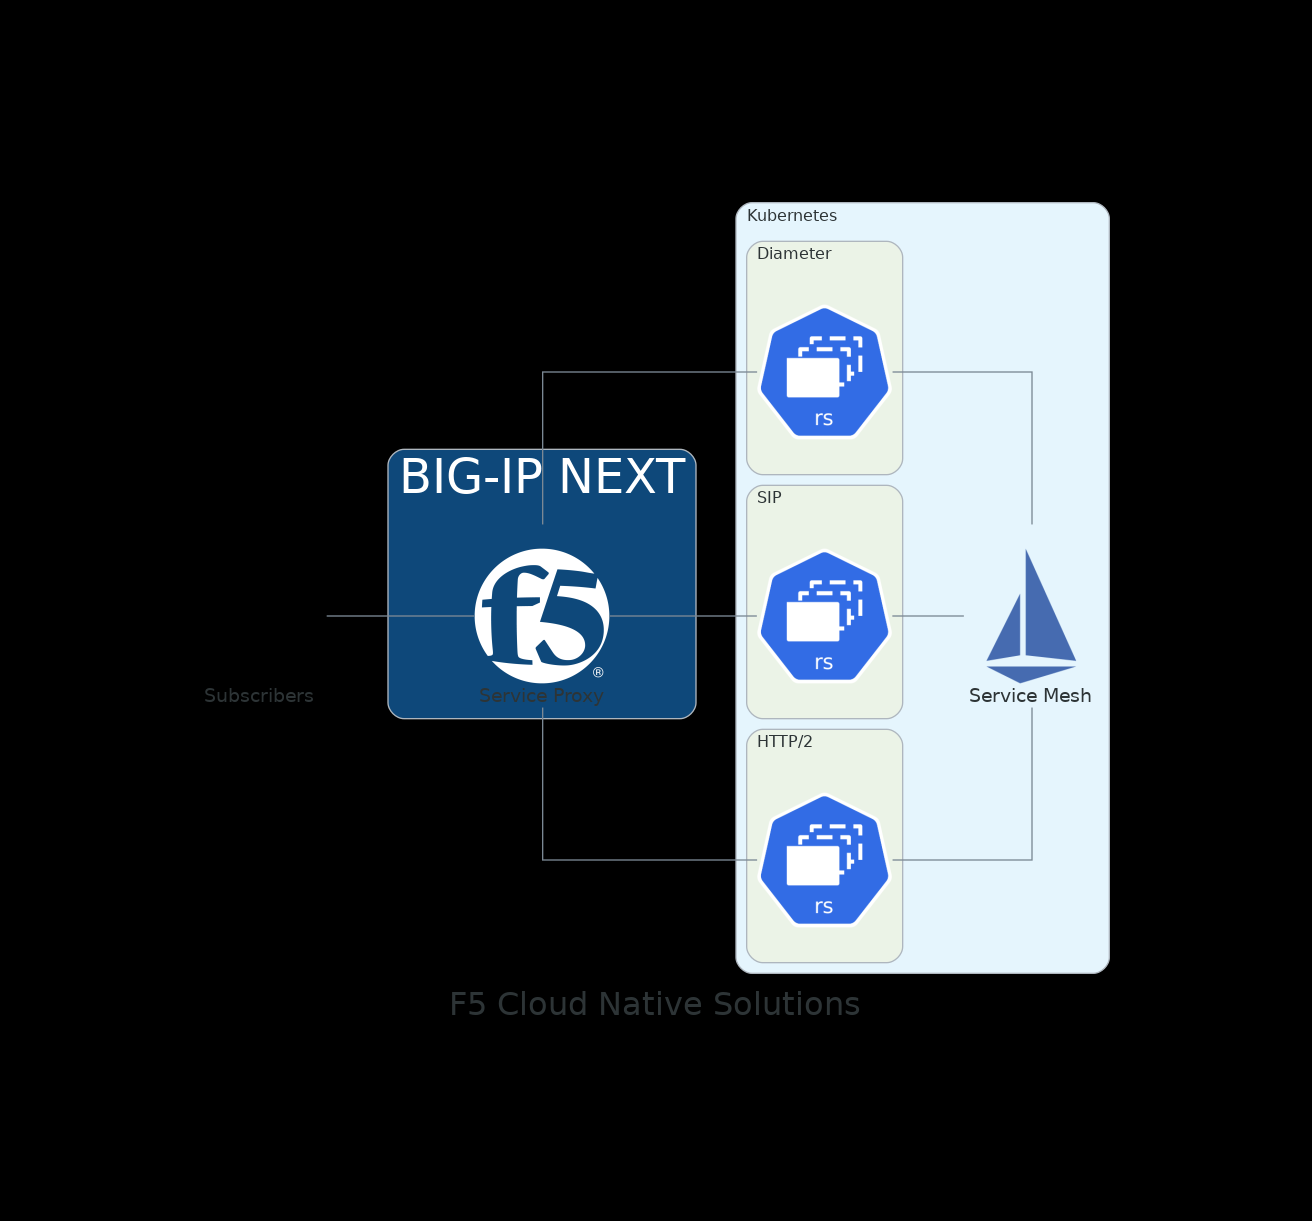 Kubernetes
Diameter
rs
BIG-IP NEXT
SIP
f5
®
rs
Subscribers
Service Proxy
Service Mesh
HTTP/2
rs
F5 Cloud Native Solutions